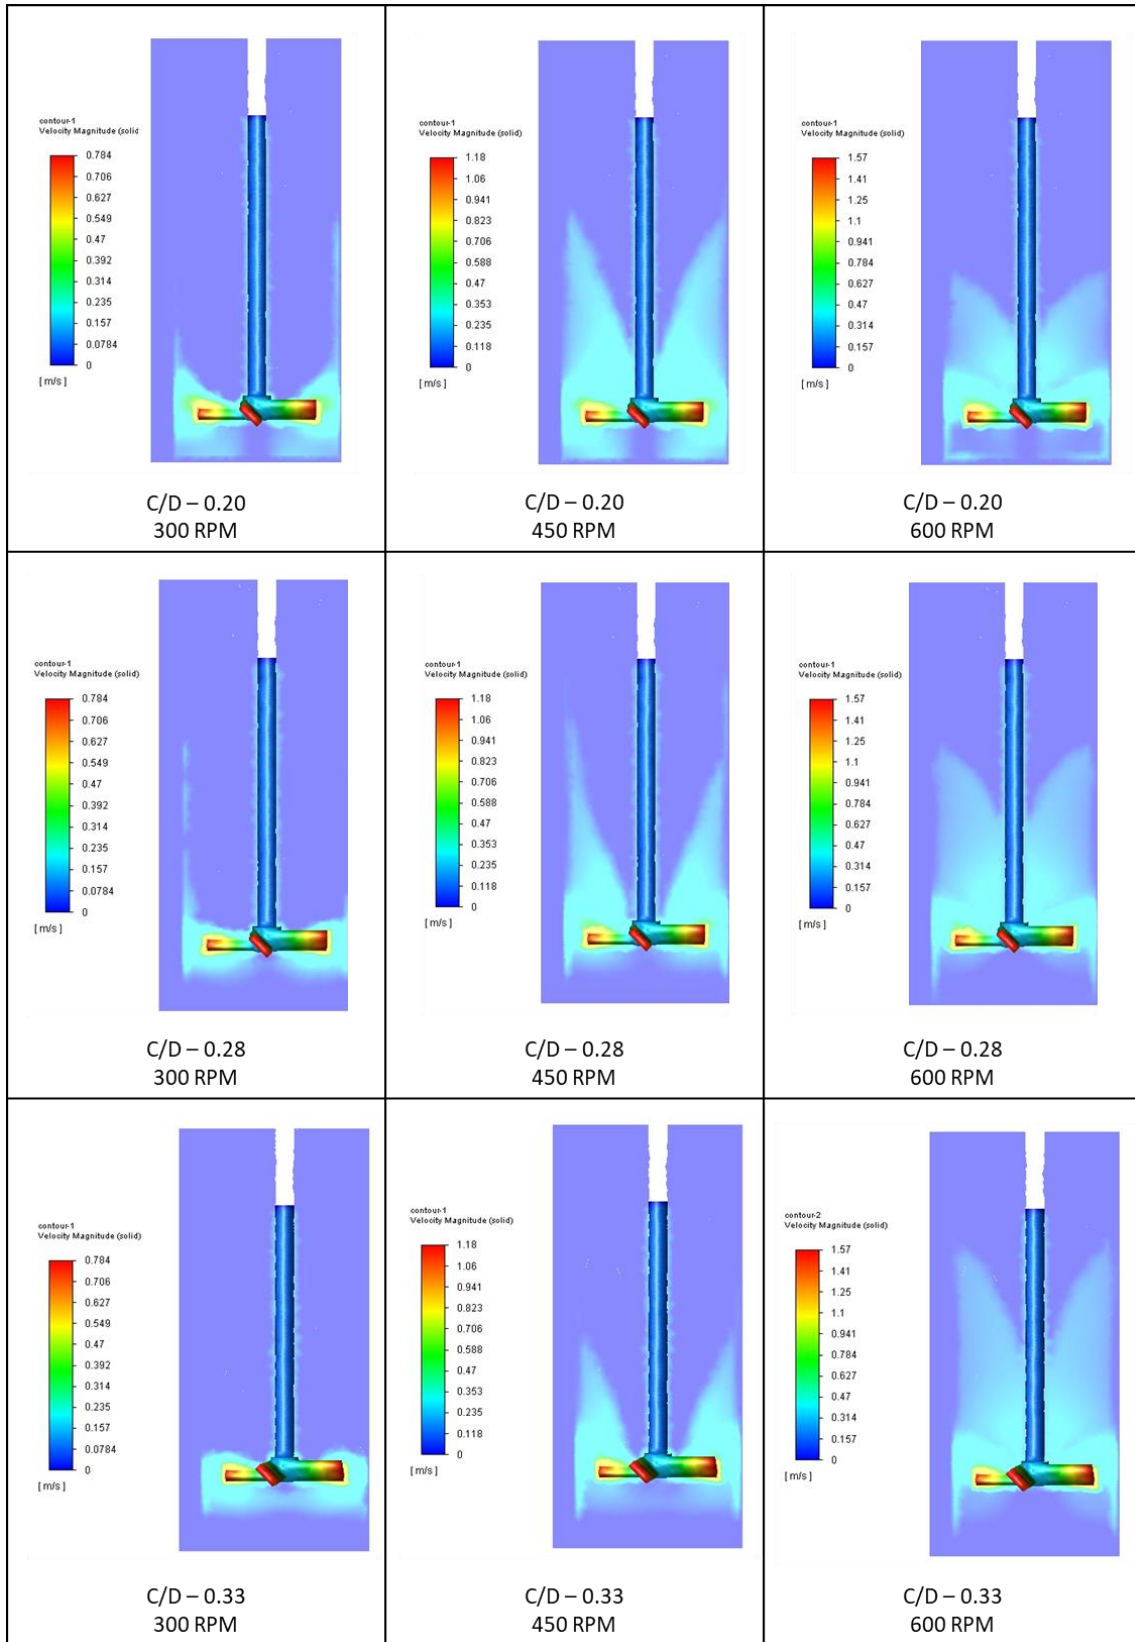 contour-1
Velocity Magnitude (solid
0.784
0.706
0.627
0.549
0.47
0.392
0.314
0.235
0.157
0.0784
0
[ m/s ]
C/D – 0.20
300 RPM
contour-1
Velocity Magnitude (solid)
1.18
1.06
0.941
0.823
0.706
0.588
0.47
0.353
0.235
0.118
0
[ m/s ]
C/D – 0.20
450 RPM
contour-1
Velocity Magnitude (solid)
1.57
1.41
1.25
1.1
0.941
0.784
0.627
0.47
0.314
0.157
0
[ m/s ]
C/D – 0.20
600 RPM
contour-1
Velocity Magnitude (solid)
0.784
0.706
0.627
0.549
0.47
0.392
0.314
0.235
0.157
0.0784
0
[ m/s ]
C/D – 0.28
300 RPM
contour-1
Velocity Magnitude (solid)
1.18
1.06
0.941
0.823
0.706
0.588
0.47
0.353
0.235
0.118
0
[ m/s ]
C/D – 0.28
450 RPM
contour-1
Velocity Magnitude (solid)
1.57
1.41
1.25
1.1
0.941
0.784
0.627
0.47
0.314
0.157
0
[ m/s ]
C/D – 0.28
600 RPM
contour-1
Velocity Magnitude (solid)
0.784
0.706
0.627
0.549
0.47
0.392
0.314
0.235
0.157
0.0784
0
[ m/s ]
C/D – 0.33
300 RPM
contour-1
Velocity Magnitude (solid)
1.18
1.06
0.941
0.823
0.706
0.588
0.47
0.353
0.235
0.118
0
[ m/s ]
C/D – 0.33
450 RPM
contour-2
Velocity Magnitude (solid)
1.57
1.41
1.25
1.1
0.941
0.784
0.627
0.47
0.314
0.157
0
[ m/s ]
C/D – 0.33
600 RPM